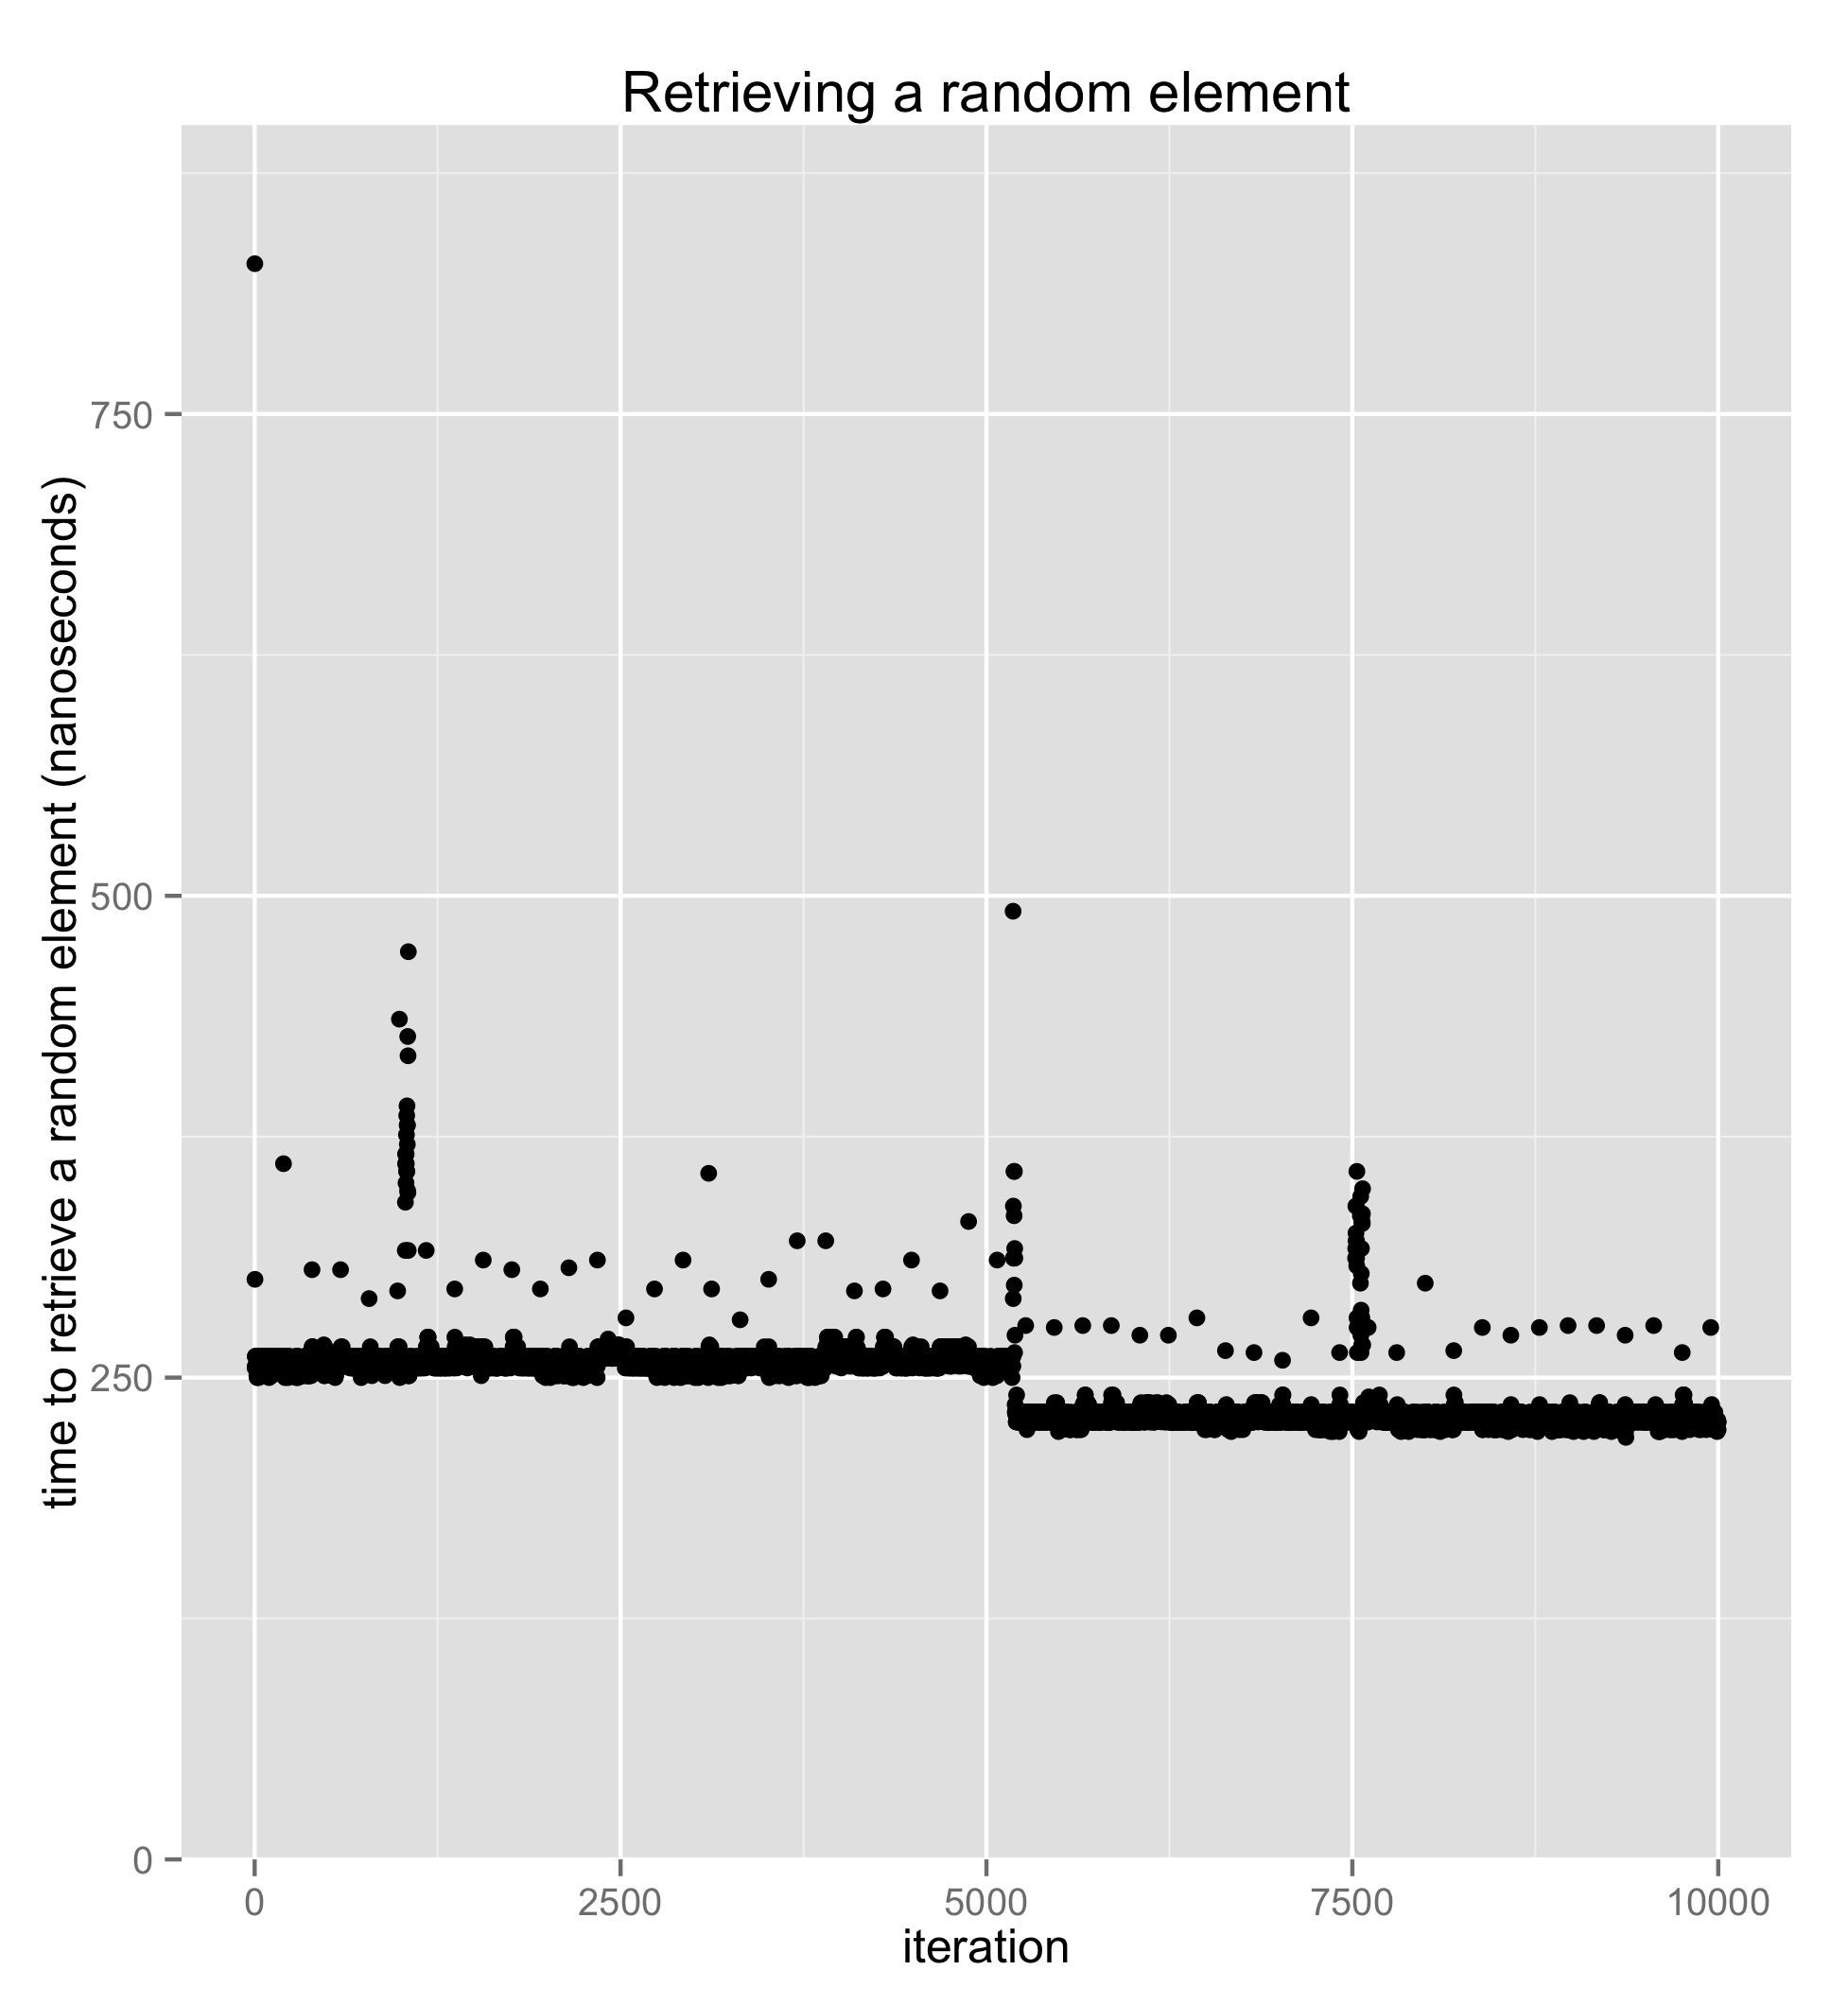 Retrieving a random element
time to retrieve a random element (nanoseconds)
750
500
250
0
0 2500 5000 7500 10000
iteration